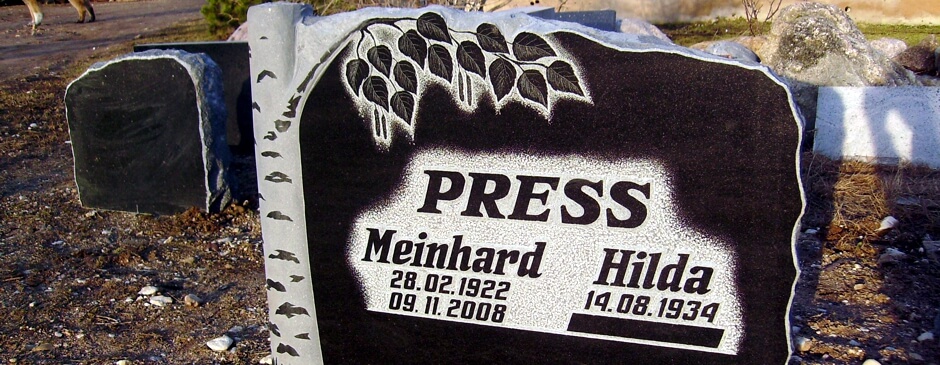 PRESS
Meinhard Hilda
28.02.1922 14.08.1934
09.11.2008